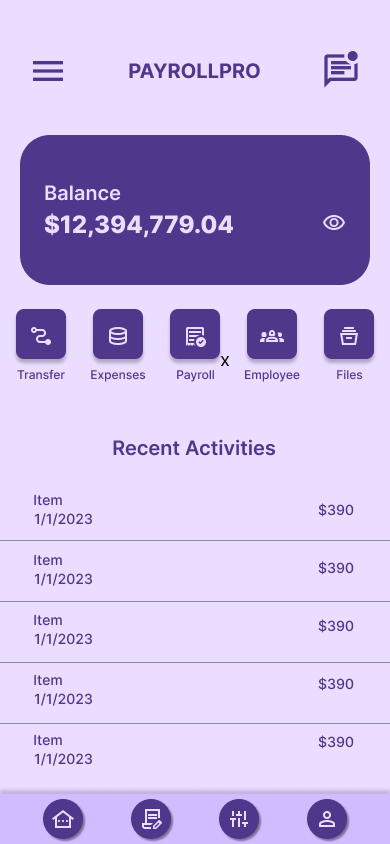 PAYROLLPRO
Balance
$12,394,779.04
Transfer Expenses Payroll x Employee Files
Recent Activities
Item
1/1/2023
$390
Item
1/1/2023
$390
Item
1/1/2023
$390
Item
1/1/2023
$390
Item
1/1/2023
$390